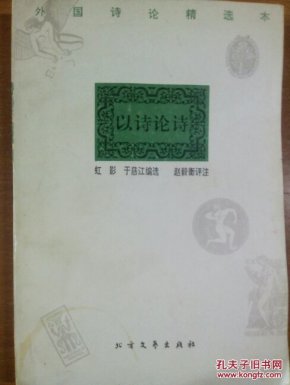 外国诗论精选本
以诗论诗
虹影 于慈江编选 赵毅衡评注
北方文艺出版社
孔夫子旧书网